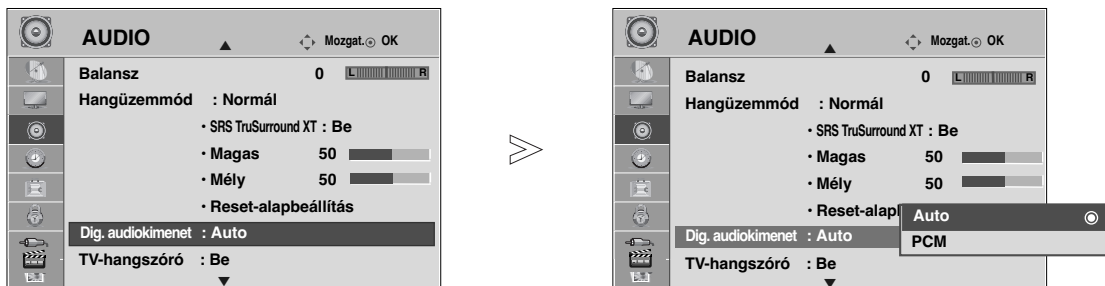 AUDIO Mozgat. OK
Balansz 0 L R
Hangüzemmód : Normál
• SRS TruSurround XT : Be
• Magas 50
• Mély 50
• Reset-alapbeállítás
Dig. audiokimenet : Auto
TV-hangszóró : Be
AUDIO Mozgat. OK
Balansz 0 L R
Hangüzemmód : Normál
• SRS TruSurround XT : Be
• Magas 50
• Mély 50
• Reset-alap
Dig. audiokimenet : Auto
TV-hangszóró : Be
Auto
PCM